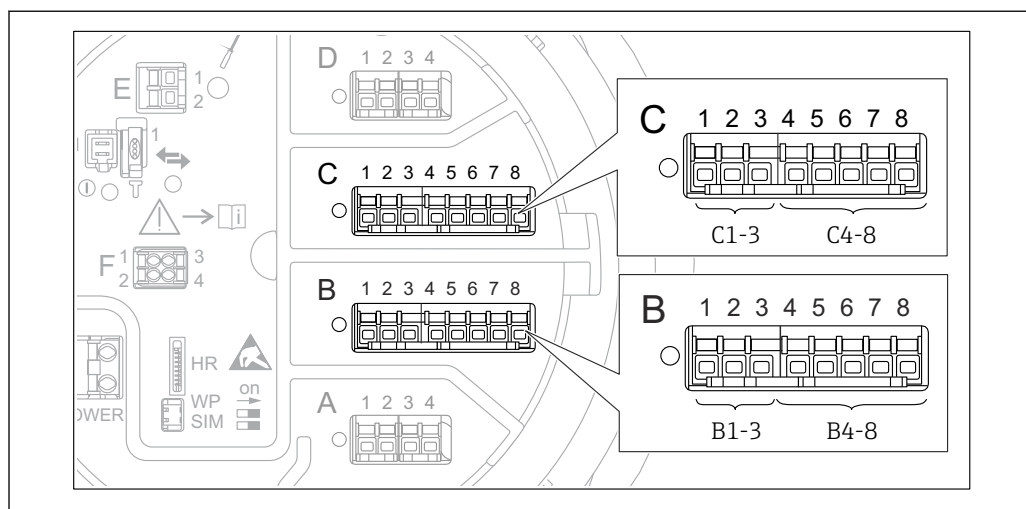 D 1 2 3 4
E 1
2
1
C 1 2 3 4 5 6 7 8
i
F 1 3
2 4
B 1 2 3 4 5 6 7 8
HR
WP on
SIM
OWER
A 1 2 3 4
C 1 2 3 4 5 6 7 8
C1-3 C4-8
B 1 2 3 4 5 6 7 8
B1-3 B4-8